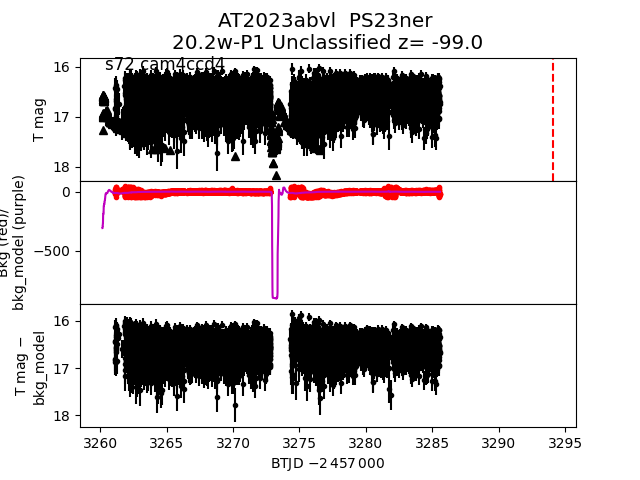 AT2023abvl PS23ner
20.2w-P1 Unclassified z= -99.0
s72 cam4ccd4
T mag
16
17
18
Bkg (red)/
bkg_model (purple)
0
−500
T mag −
bkg_model
16
17
18
3260 3265 3270 3275 3280 3285 3290 3295
BTJD −2 457 000